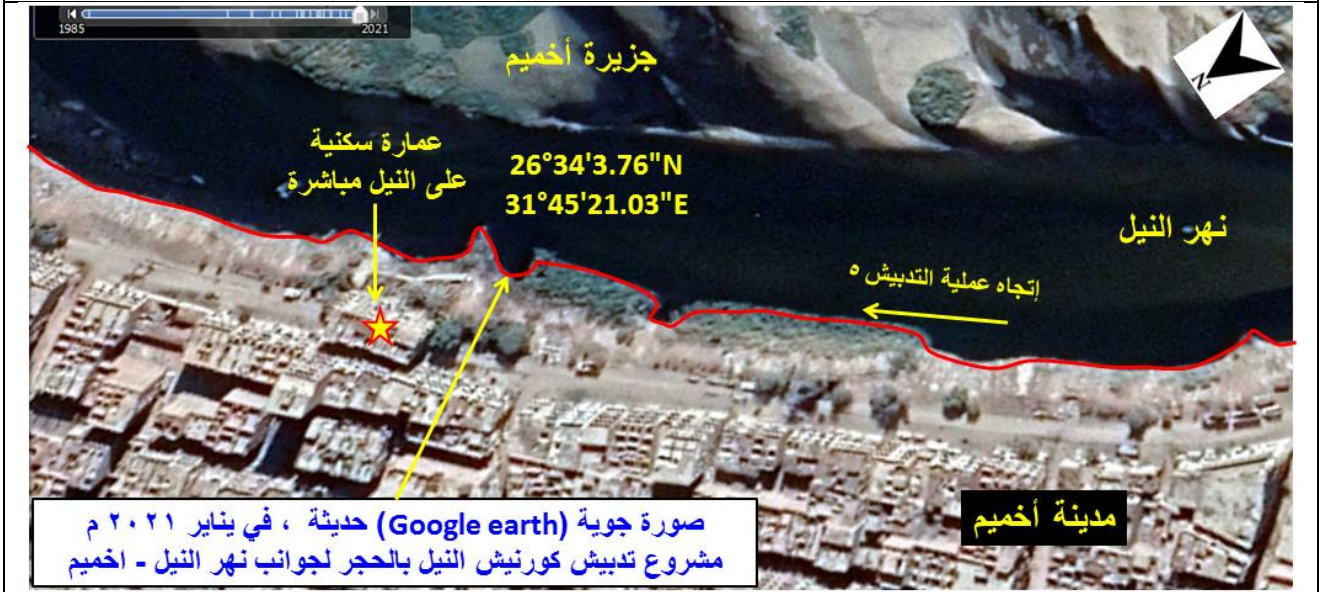 1985
2021
جزيرة أخميم
N
عمارة سكنية
على النيل مباشرة
26°34'3.76"N
31°45'21.03"E
نهر النيل
إتجاه عملية التدبيش ٥
مدينة أخميم
صورة جوية (Google earth) حديثة ، في يناير ٢٠٢١ م
مشروع تدبيش كورنيش النيل بالحجر لجوانب نهر النيل - اخميم